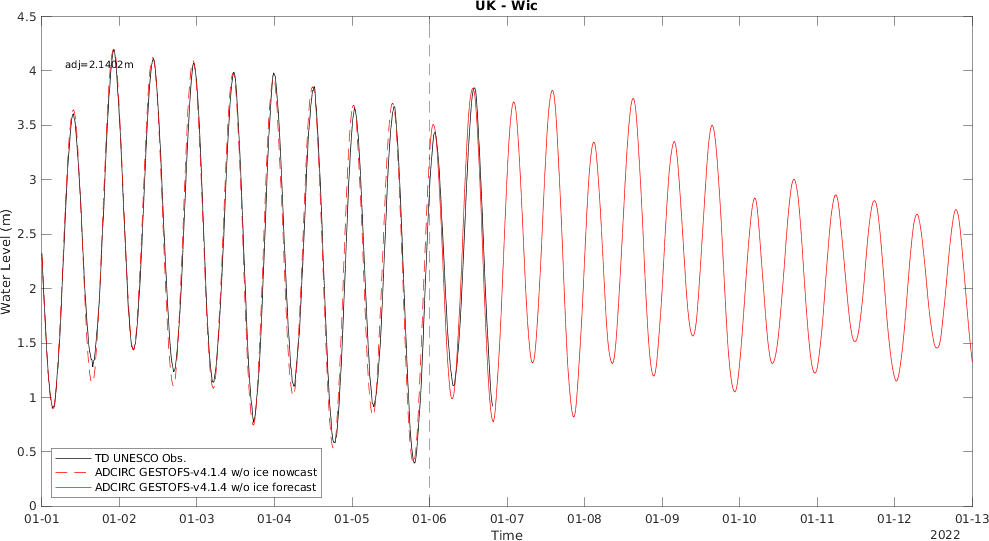 UK - Wic
4.5
4
3.5
3
2.5
2
1.5
1
0.5
0
Water Level (m)
adj=2.1402m
TD UNESCO Obs.
ADCIRC GESTOFS-v4.1.4 w/o ice nowcast
ADCIRC GESTOFS-v4.1.4 w/o ice forecast
01-01 01-02 01-03 01-04 01-05 01-06 01-07 01-08 01-09 01-10 01-11 01-12 01-13
Time
2022